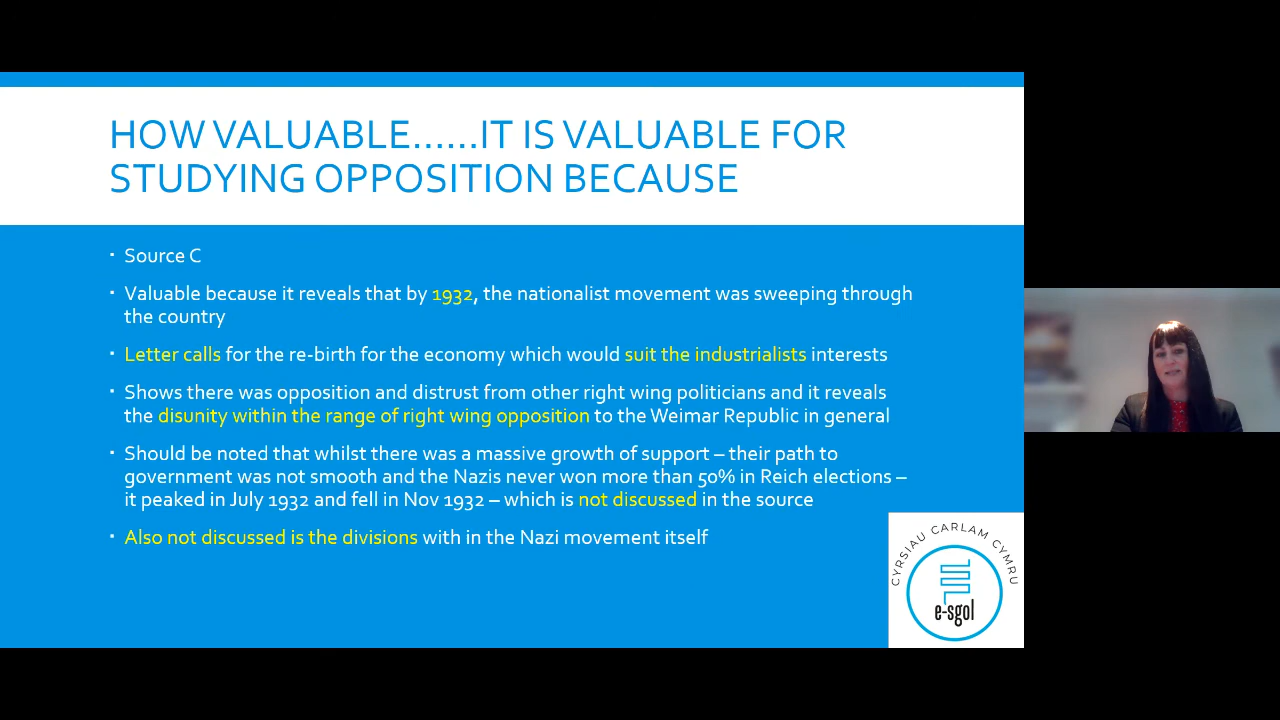 HOW VALUABLE……IT IS VALUABLE FOR
STUDYING OPPOSITION BECAUSE
▪ Source C
▪ Valuable because it reveals that by 1932, the nationalist movement was sweeping through
the country
▪ Letter calls for the re-birth for the economy which would suit the industrialists interests
▪ Shows there was opposition and distrust from other right wing politicians and it reveals
the disunity within the range of right wing opposition to the Weimar Republic in general
▪ Should be noted that whilst there was a massive growth of support – their path to
government was not smooth and the Nazis never won more than 50% in Reich elections –
it peaked in July 1932 and fell in Nov 1932 – which is not discussed in the source
▪ Also not discussed is the divisions with in the Nazi movement itself
CYRSIAU CARLAM CYMRU
e-sgol